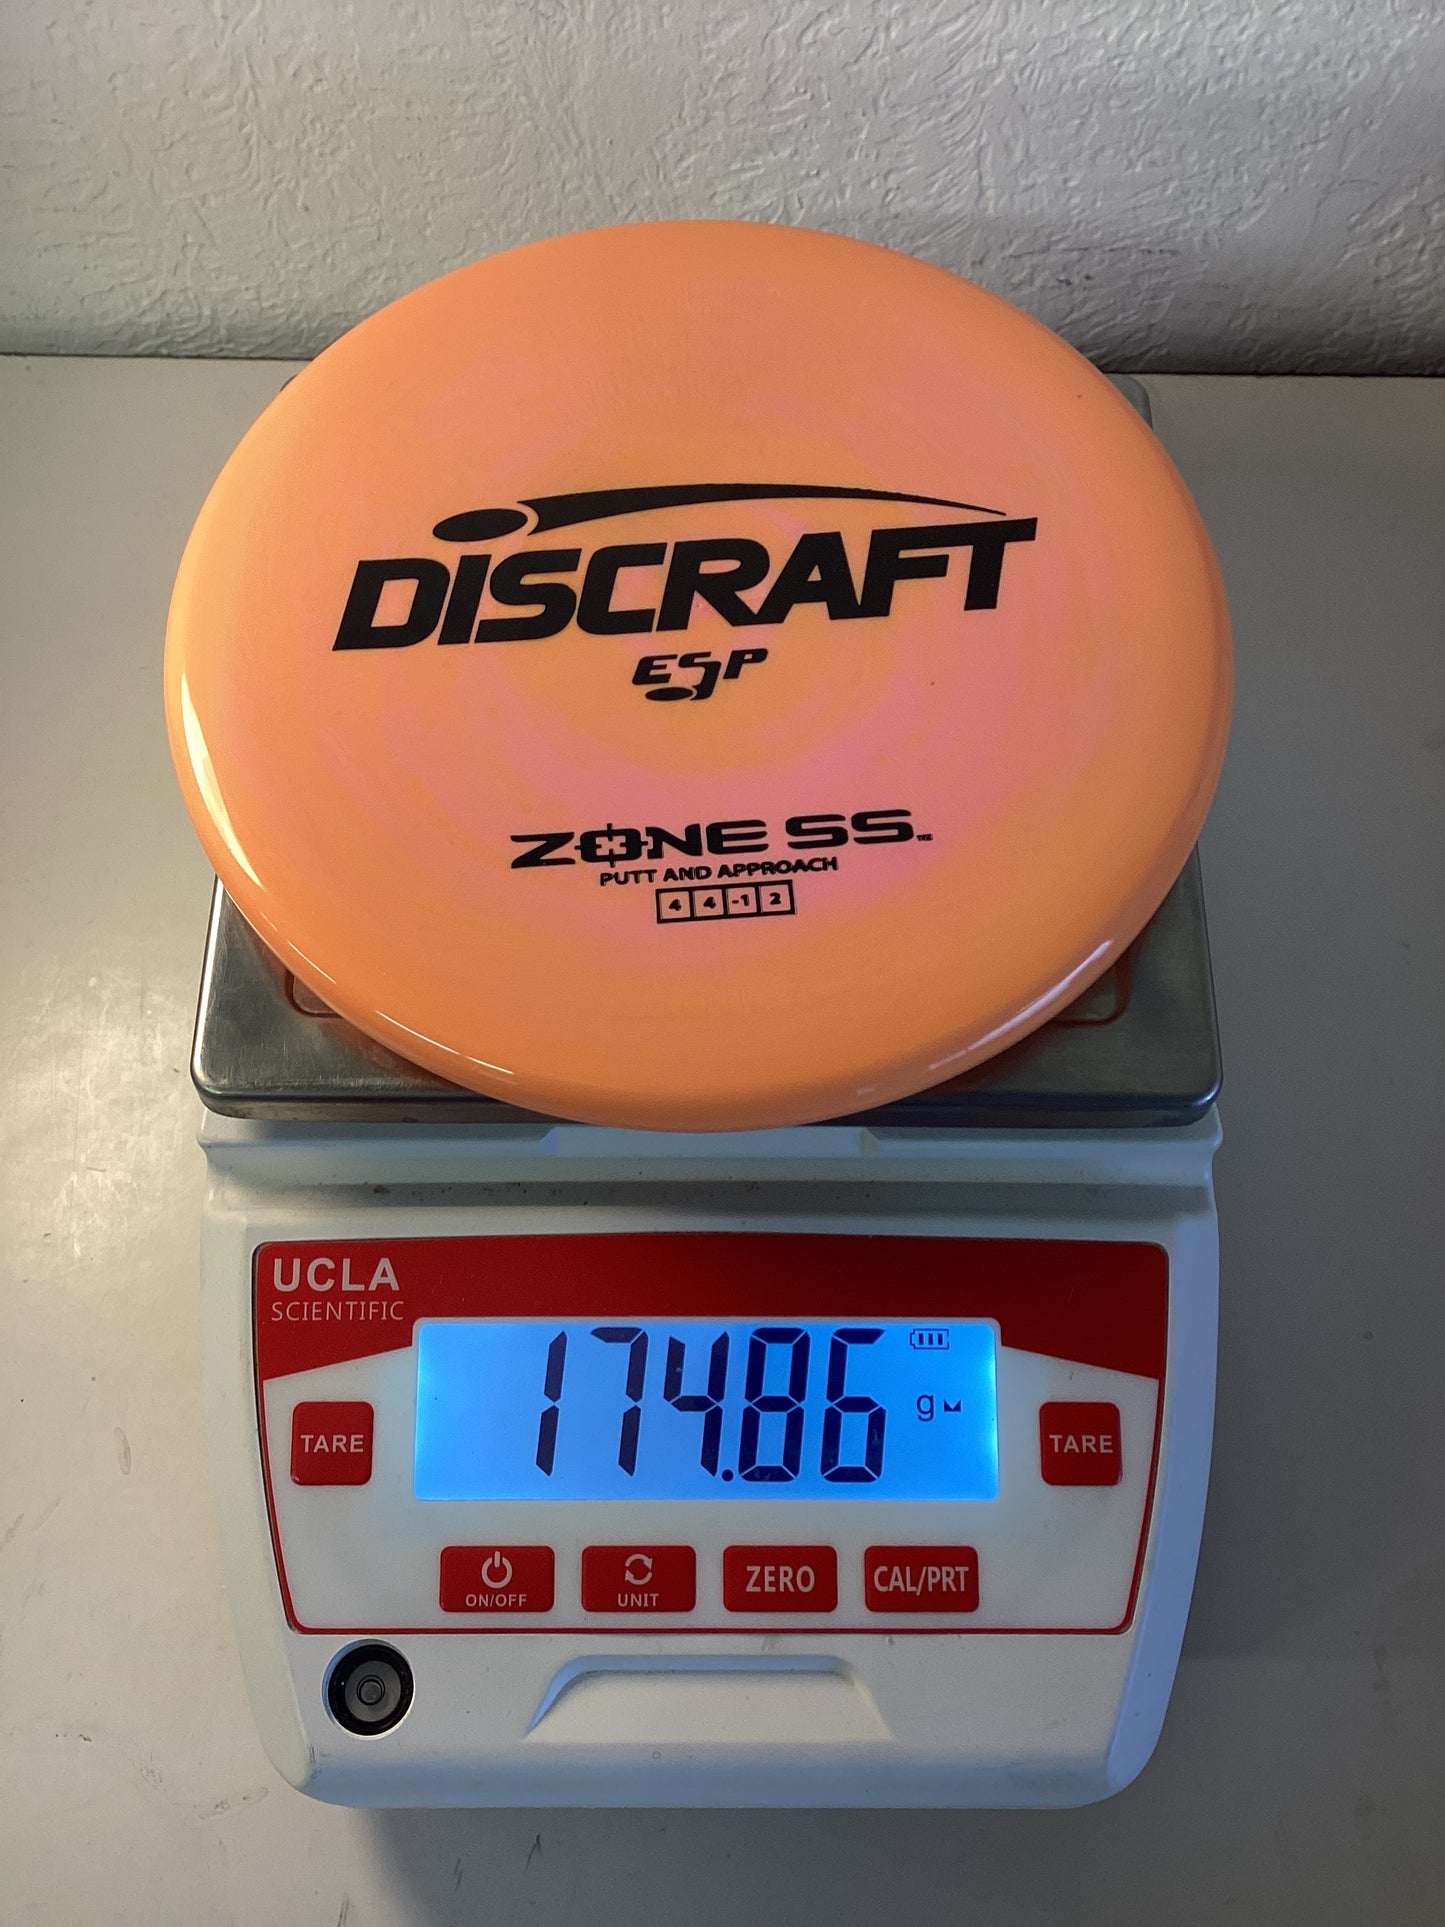 DISCRAFT
ESP
ZONE SS™
PUTT AND APPROACH
4 4 -1 2
UCLA
SCIENTIFIC
174.86 g
TARE
TARE
ON/OFF
UNIT
ZERO
CAL/PRT